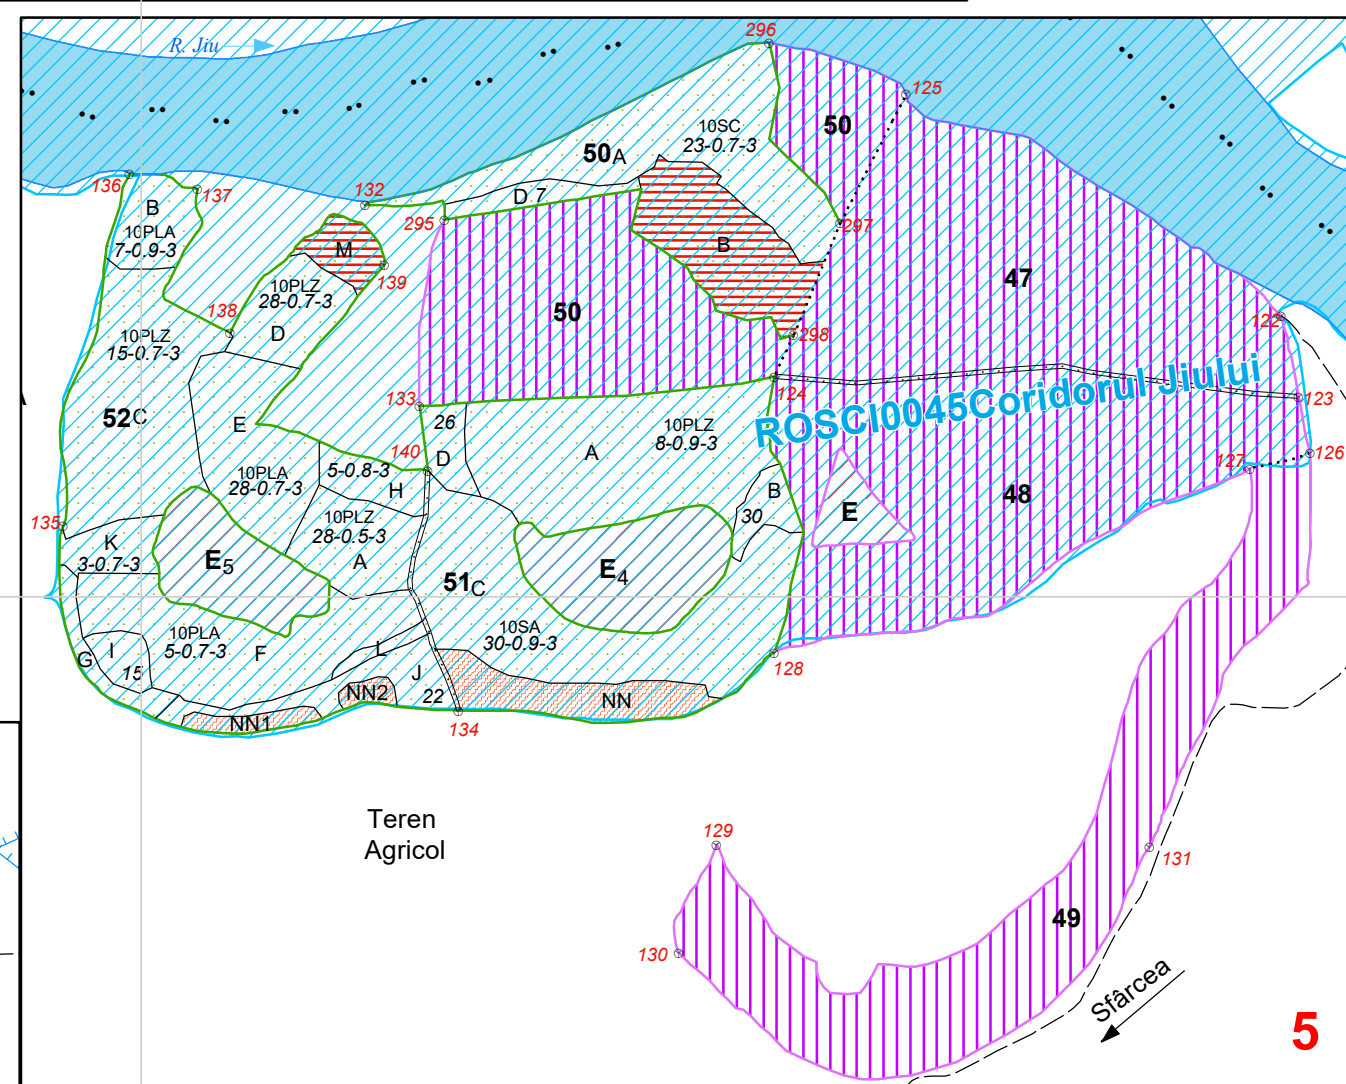 R. Jiu
296
125
50
10SC
23-0.7-3
50A
136
137
132
D 7
295
297
B
10PLA
7-0.9-3
M
B
139
10PLZ
28-0.7-3
47
138
D
50
298
122
10PLZ
15-0.7-3
124
ROSCI0045Coridorul Jiului
133
123
52C
E
26
10PLZ
8-0.9-3
A
140
D
126
127
5-0.8-3
H
10PLA
28-0.7-3
B
30
E
48
135
10PLZ
28-0.5-3
K
3-0.7-3
E5
A
E4
51C
10PLA
5-0.7-3
F
10SA
30-0.9-3
G
I
15
L
J
22
128
NN2
NN
NN1
134
Teren
Agricol
129
131
49
130
Sfârcea
5